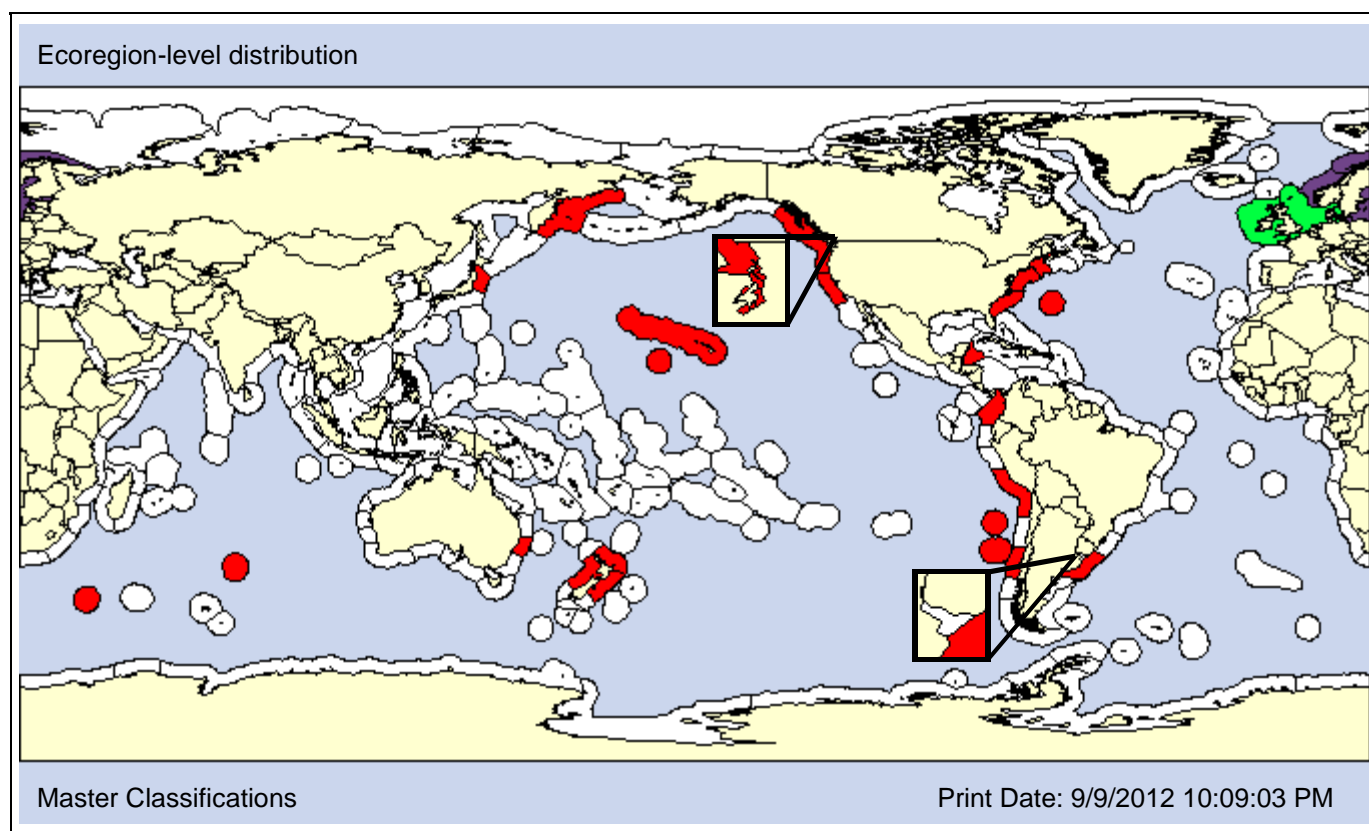 Ecoregion-level distribution
Master Classifications
Print Date: 9/9/2012 10:09:03 PM